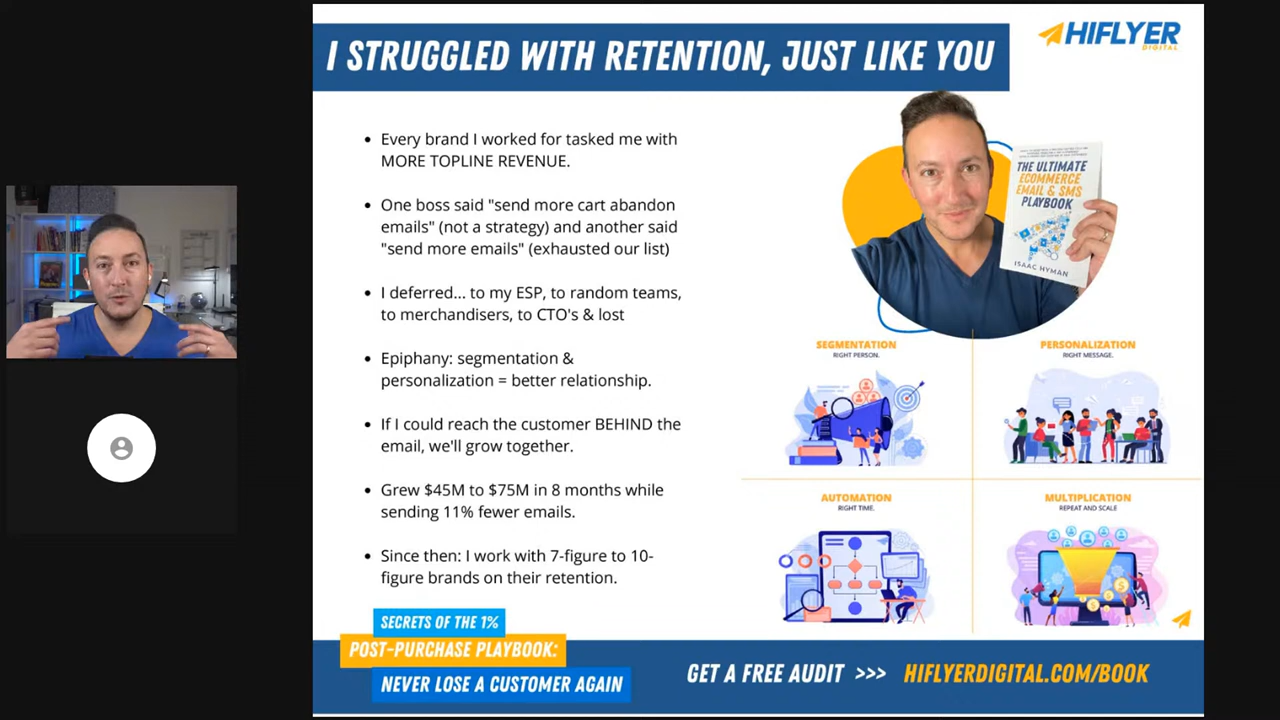 I STRUGGLED WITH RETENTION, JUST LIKE YOU
HIFLYER
DIGITAL
• Every brand I worked for tasked me with
MORE TOPLINE REVENUE.
• One boss said "send more cart abandon
emails" (not a strategy) and another said
"send more emails" (exhausted our list)
• I deferred... to my ESP, to random teams,
to merchandisers, to CTO's & lost
• Epiphany: segmentation &
personalization = better relationship.
• If I could reach the customer BEHIND the
email, we'll grow together.
• Grew $45M to $75M in 8 months while
sending 11% fewer emails.
• Since then: I work with 7-figure to 10-
figure brands on their retention.
THE ULTIMATE
ECOMMERCE
EMAIL & SMS
PLAYBOOK
ISAAC HYMAN
SEGMENTATION
RIGHT PERSON.
PERSONALIZATION
RIGHT MESSAGE.
AUTOMATION
RIGHT TIME.
MULTIPLICATION
REPEAT AND SCALE
SECRETS OF THE 1%
POST-PURCHASE PLAYBOOK:
NEVER LOSE A CUSTOMER AGAIN
GET A FREE AUDIT >>> HIFLYERDIGITAL.COM/BOOK